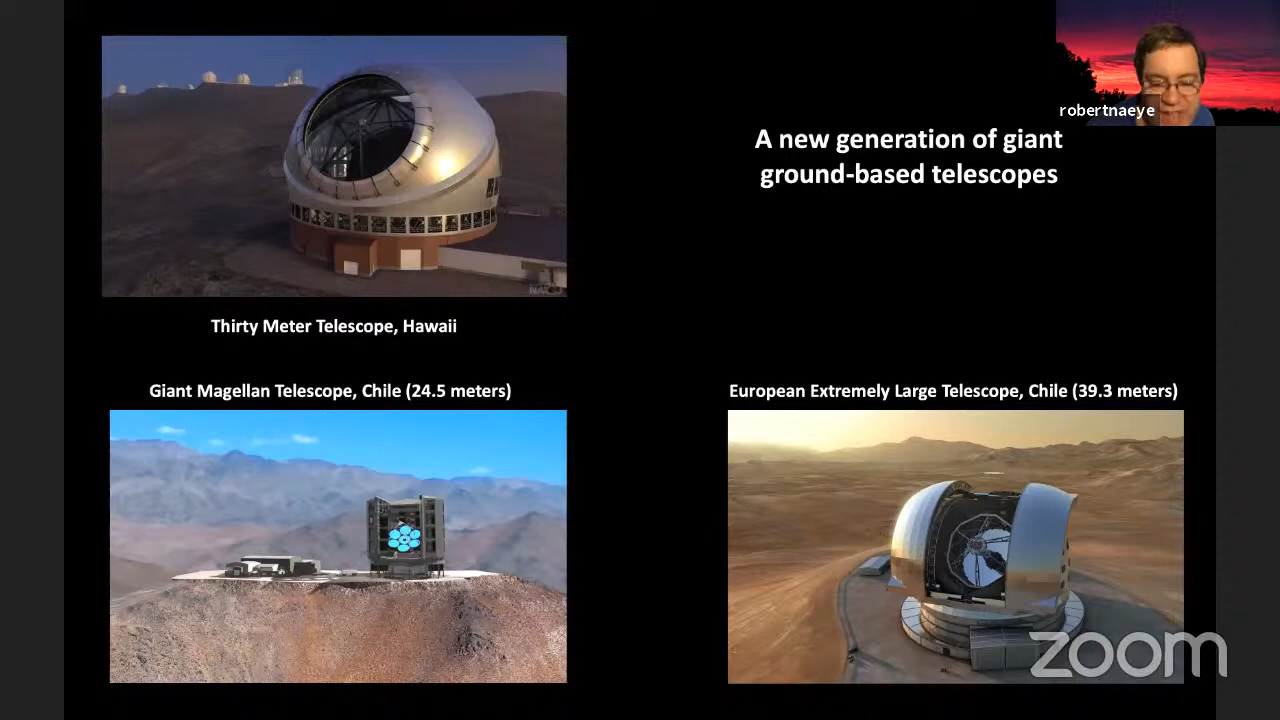 robertnaeye
A new generation of giant
ground-based telescopes
Thirty Meter Telescope, Hawaii
Giant Magellan Telescope, Chile (24.5 meters)
European Extremely Large Telescope, Chile (39.3 meters)
zoom